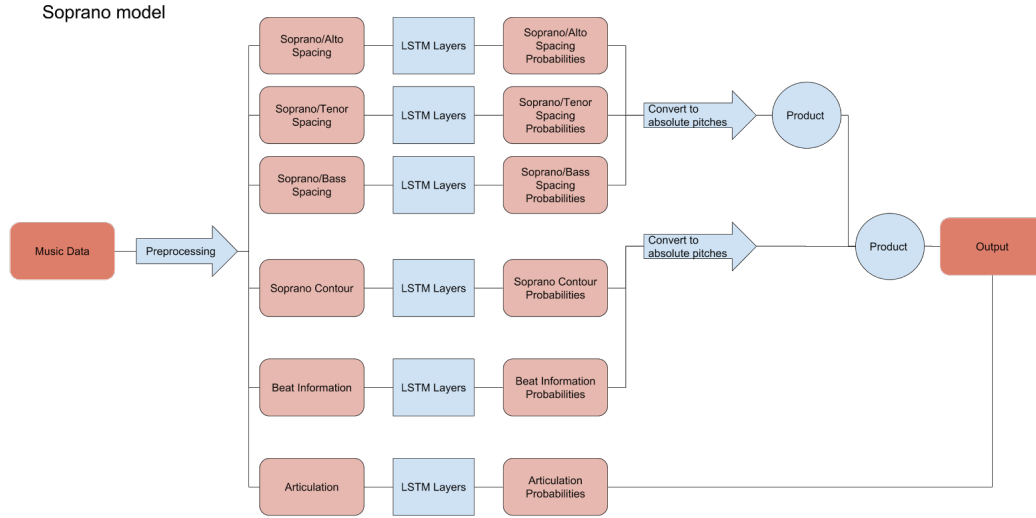 Soprano model
Soprano/Alto
Spacing
LSTM Layers
Soprano/Alto
Spacing
Probabilities
Soprano/Tenor
Spacing
LSTM Layers
Soprano/Tenor
Spacing
Probabilities
Convert to
absolute pitches
Product
Soprano/Bass
Spacing
LSTM Layers
Soprano/Bass
Spacing
Probabilities
Music Data
Preprocessing
Convert to
absolute pitches
Product
Output
Soprano Contour
LSTM Layers
Soprano Contour
Probabilities
Beat Information
LSTM Layers
Beat Information
Probabilities
Articulation
LSTM Layers
Articulation
Probabilities